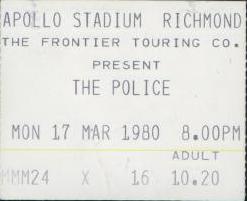 APOLLO STADIUM RICHMOND
THE FRONTIER TOURING CO.
PRESENT
THE POLICE
MON 17 MAR 1980 8.00PM
ADULT
MMM24 X 16 10.20